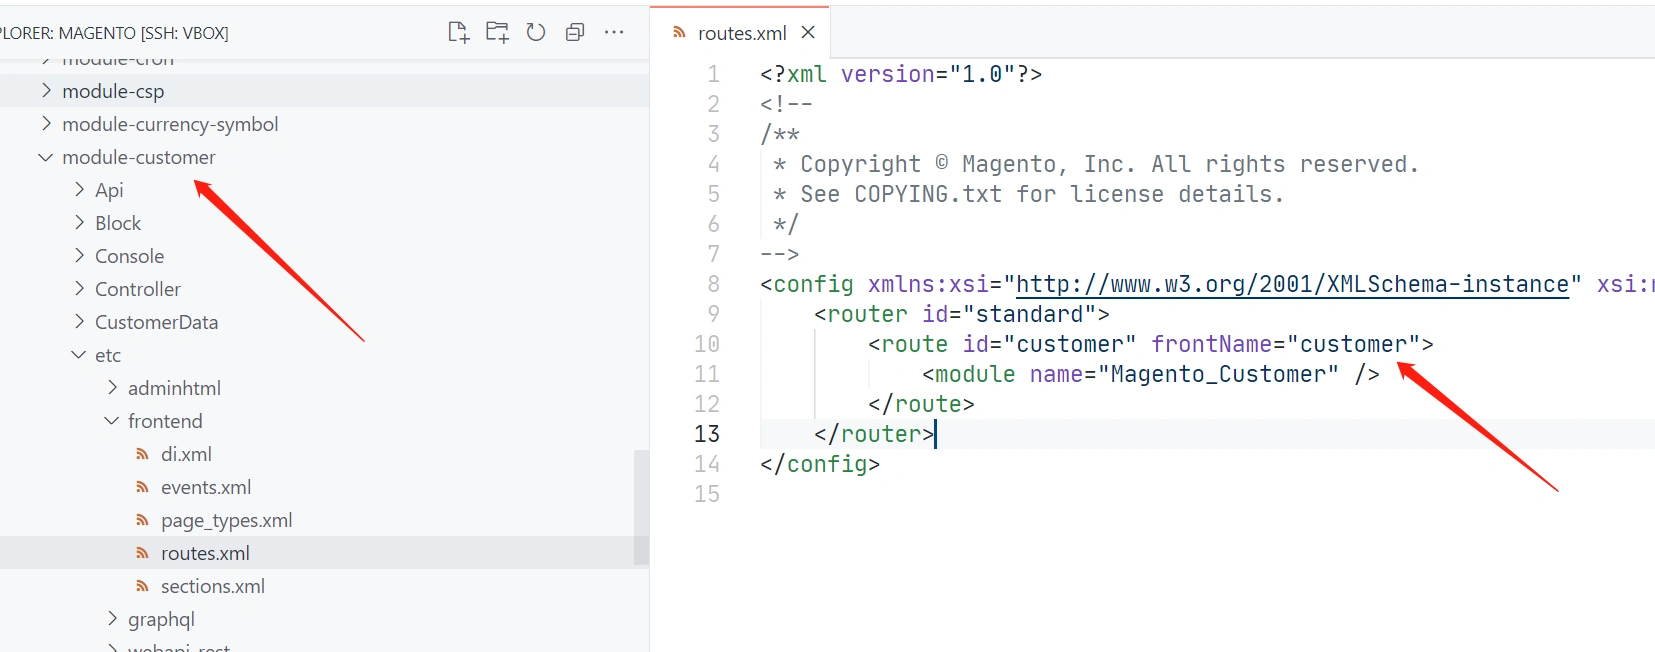 PLORER: MAGENTO [SSH: VBOX]
module-cron
module-csp
module-currency-symbol
module-customer
Api
Block
Console
Controller
CustomerData
etc
adminhtml
frontend
di.xml
events.xml
page_types.xml
routes.xml
sections.xml
graphql
webapi_rest
routes.xml
1 <?xml version="1.0"?>
2 <!--
3 /**
4 * Copyright © Magento, Inc. All rights reserved.
5 * See COPYING.txt for license details.
6 */
7 -->
8 <config xmlns:xsi="http://www.w3.org/2001/XMLSchema-instance" xsi:
9 <router id="standard">
10 <route id="customer" frontName="customer">
11 <module name="Magento_Customer" />
12 </route>
13 </router>
14 </config>
15